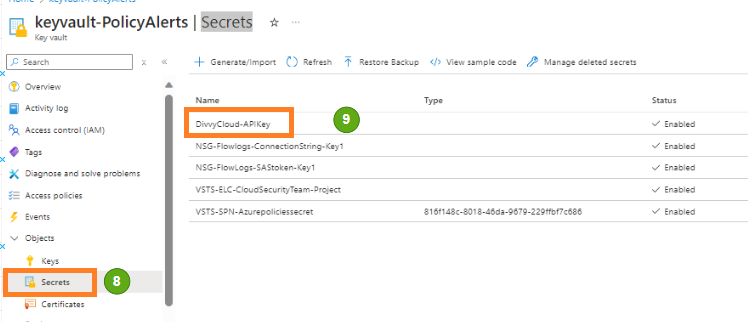 Home > keyvault-PolicyAlerts
keyvault-PolicyAlerts | Secrets
Key vault
Search
Generate/Import Refresh Restore Backup View sample code Manage deleted secrets
Overview
Activity log
Access control (IAM)
Tags
Diagnose and solve problems
Access policies
Events
Objects
Keys
Secrets 8
Certificates
Name Type Status
DivvyCloud-APIKey 9 Enabled
NSG-Flowlogs-ConnectionString-Key1 Enabled
NSG-FlowLogs-SAStoken-Key1 Enabled
VSTS-ELC-CloudSecurityTeam-Project Enabled
VSTS-SPN-Azurepoliciessecret 816f148c-8018-46da-9679-229ffbf7c686 Enabled